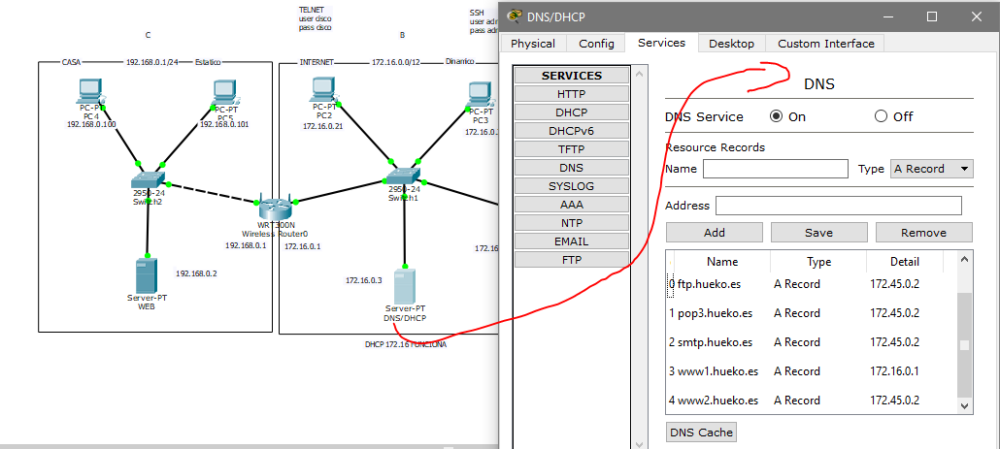 TELNET
user disco
pass disco
SSH
user adm
pass adm
C
B
CASA 192.168.0.1/24 Estatico
INTERNET 172.16.0.0/12 Dinamico
PC-PT
PC4
192.168.0.100
PC-PT
PC5
192.168.0.101
PC-PT
PC2
172.16.0.21
PC-PT
PC3
172.16.0.
2950-24
Switch2
2950-24
Switch1
WRT300N
Wireless Router0
192.168.0.1
172.16.0.1
172.16
192.168.0.2
Server-PT
WEB
172.16.0.3
Server-PT
DNS/DHCP
DHCP 172.16 FUNCIONA
DNS/DHCP
Physical Config Services Desktop Custom Interface
SERVICES
HTTP
DHCP
DHCPv6
TFTP
DNS
SYSLOG
AAA
NTP
EMAIL
FTP
DNS
DNS Service On Off
Resource Records
Name Type A Record
Address
Add Save Remove
Name Type Detail
0 ftp.hueko.es A Record 172.45.0.2
1 pop3.hueko.es A Record 172.45.0.2
2 smtp.hueko.es A Record 172.45.0.2
3 www1.hueko.es A Record 172.16.0.1
4 www2.hueko.es A Record 172.45.0.2
DNS Cache